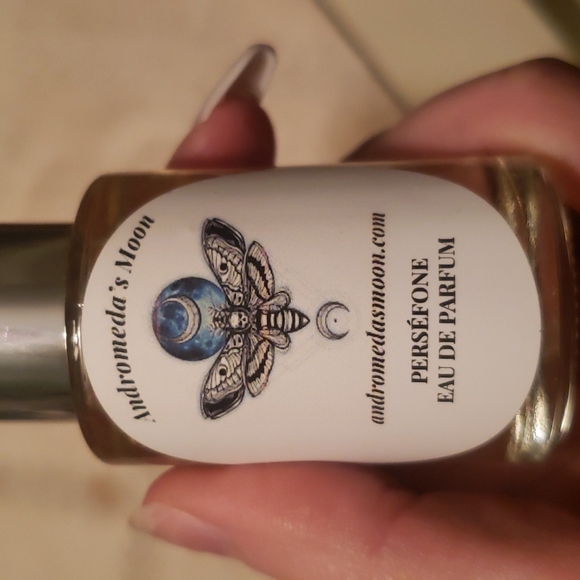 Andromeda's Moon
andromedasmoon.com
PERSÉFONE
EAU DE PARFUM